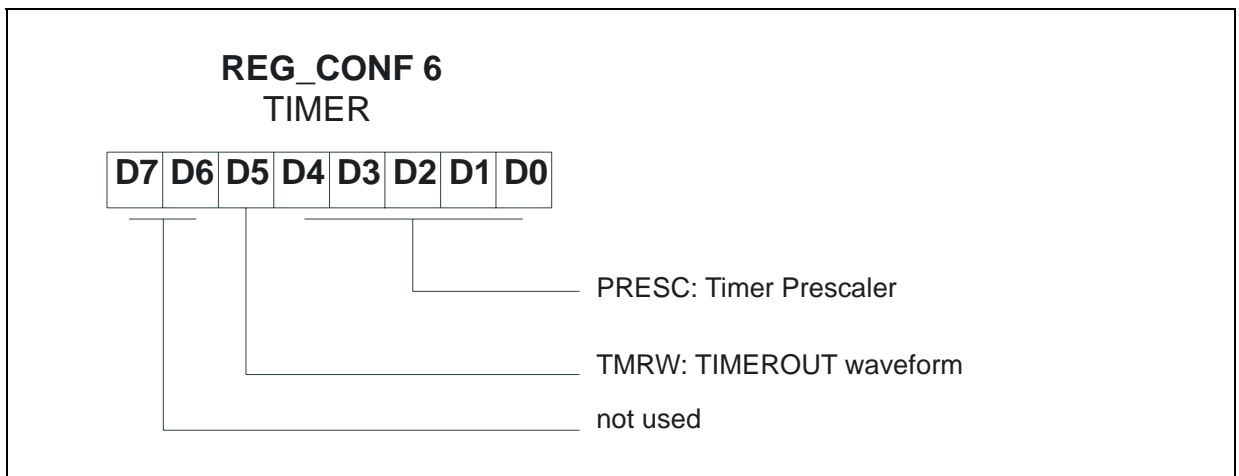 REG_CONF 6
TIMER
D7 D6 D5 D4 D3 D2 D1 D0
PRESC: Timer Prescaler
TMRW: TIMEROUT waveform
not used